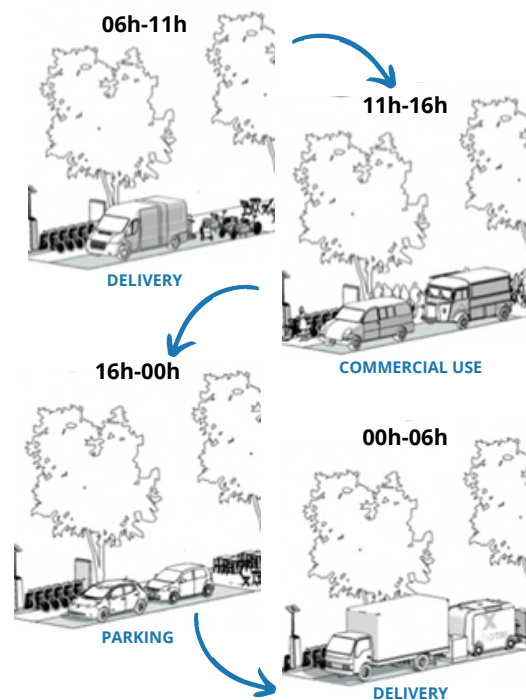 06h-11h
DELIVERY
11h-16h
COMMERCIAL USE
16h-00h
PARKING
00h-06h
DELIVERY